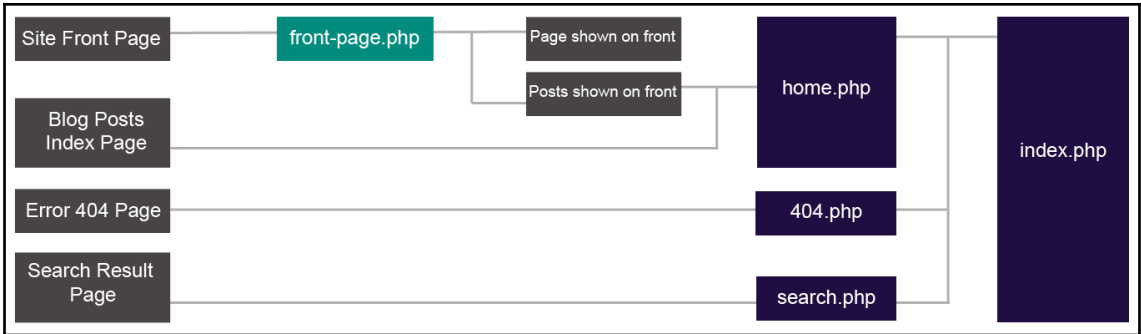 Site Front Page
front-page.php
Page shown on front
Posts shown on front
home.php
index.php
Blog Posts
Index Page
Error 404 Page
404.php
Search Result
Page
search.php